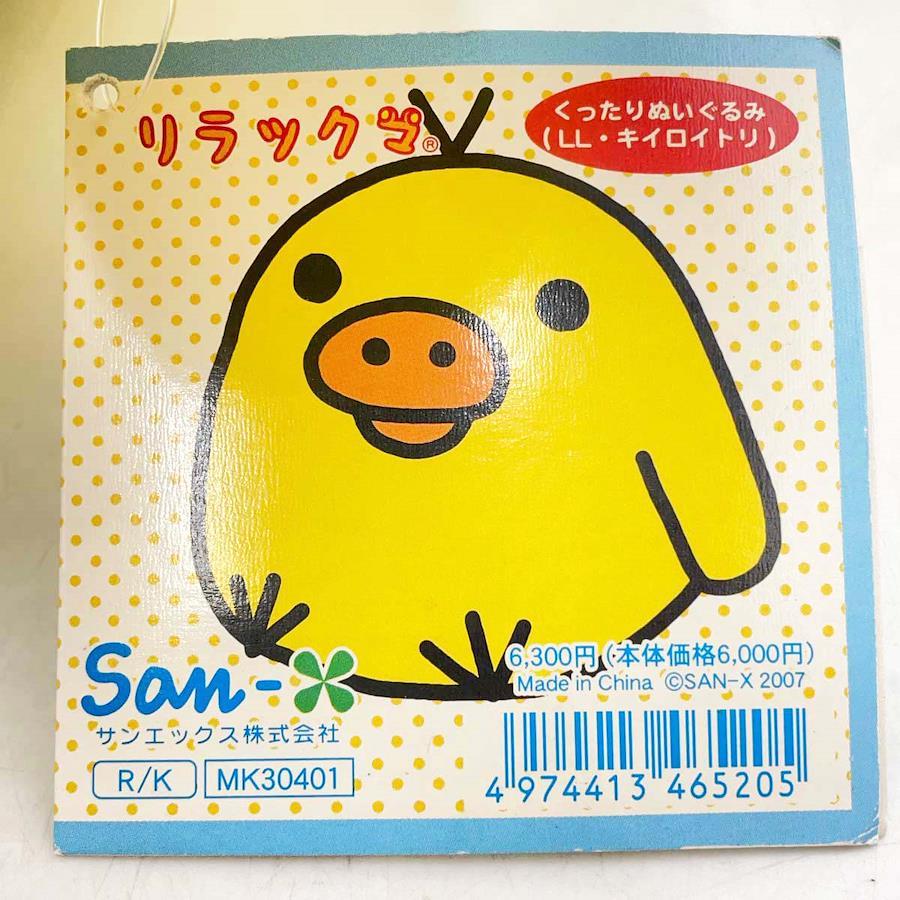 リラックマ®
くったりぬいぐるみ
(LL・キイロイトリ)
6,300円(本体価格6,000円)
Made in China ©SAN-X 2007
San-X
サンエックス株式会社
R/K MK30401
4 974413 465205